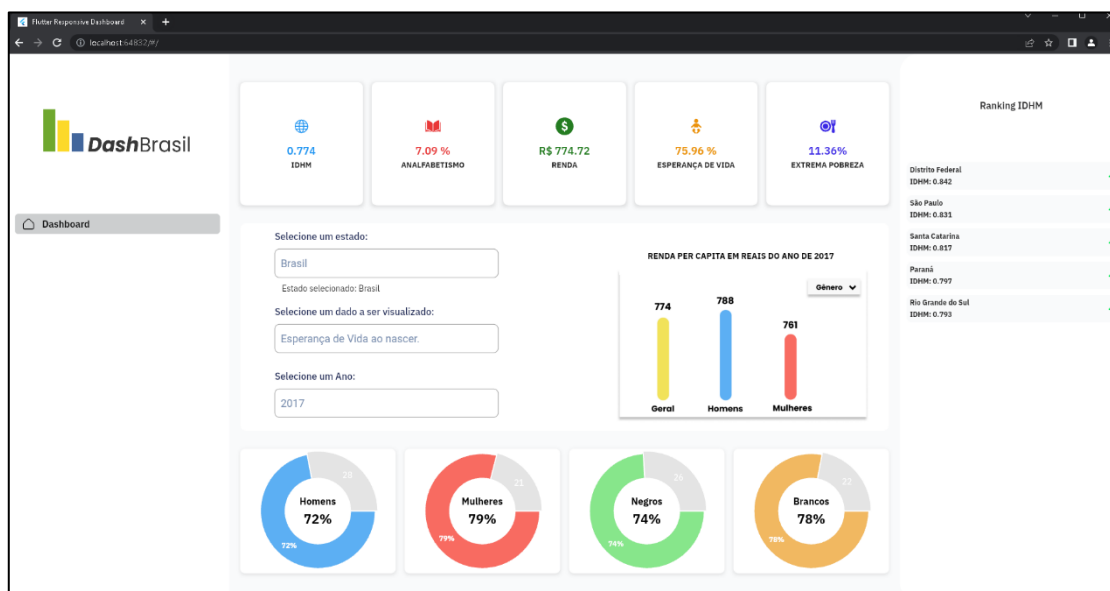 Flutter Responsive Dashboard
localhost:64832/#/
DashBrasil
Dashboard
0.774
IDHM
7.09 %
ANALFABETISMO
$
R$ 774.72
RENDA
75.96 %
ESPERANÇA DE VIDA
11.36%
EXTREMA POBREZA
Selecione um estado:
Brasil
Estado selecionado: Brasil
Selecione um dado a ser visualizado:
Esperança de Vida ao nascer.
Selecione um Ano:
2017
RENDA PER CAPITA EM REAIS DO ANO DE 2017
Gênero
774
788
761
Geral
Homens
Mulheres
28
Homens
72%
72%
21
Mulheres
79%
79%
26
Negros
74%
74%
22
Brancos
78%
78%
Ranking IDHM
Distrito Federal
IDHM: 0.842
São Paulo
IDHM: 0.831
Santa Catarina
IDHM: 0.817
Paraná
IDHM: 0.797
Rio Grande do Sul
IDHM: 0.793